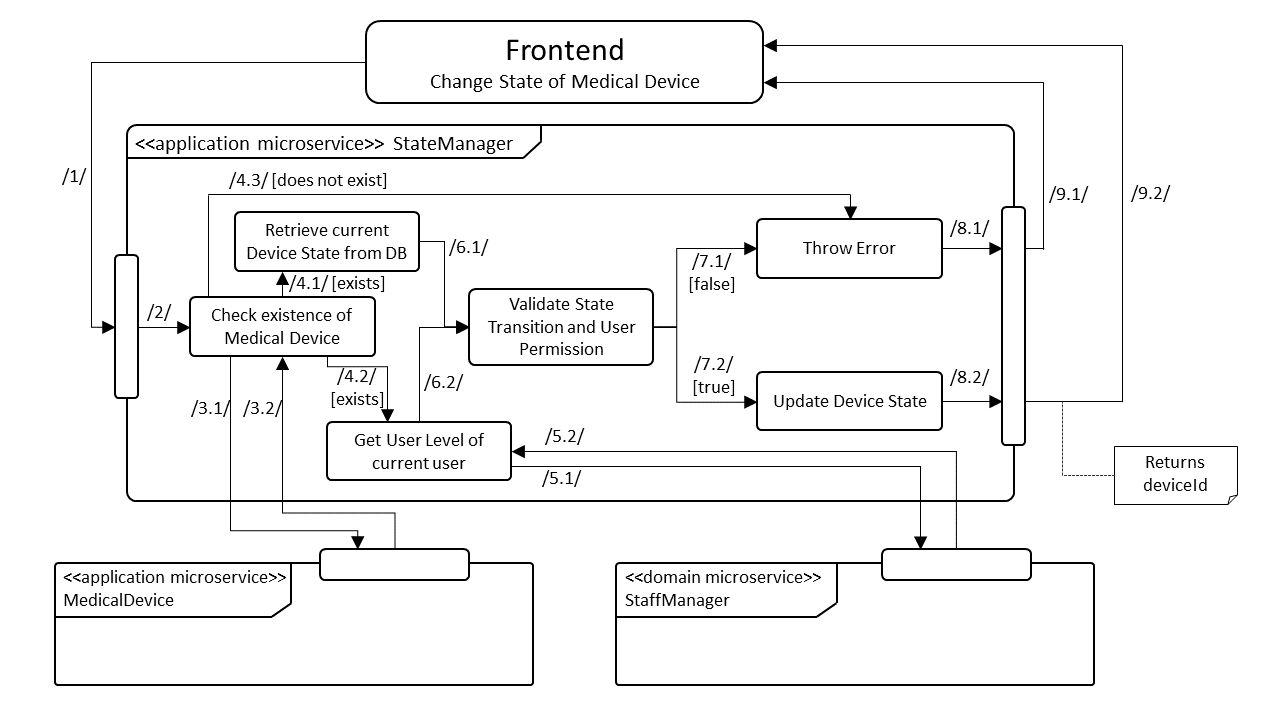 Frontend
Change State of Medical Device
<<application microservice>> StateManager
/1/
/4.3/ [does not exist]
/9.1/
/9.2/
Retrieve current
Device State from DB
/6.1/
/8.1/
Throw Error
/7.1/
[false]
/4.1/ [exists]
/2/
Check existence of
Medical Device
Validate State
Transition and User
Permission
/4.2/
[exists]
/6.2/
/7.2/
[true]
/8.2/
Update Device State
/3.1/
/3.2/
Get User Level of
current user
/5.2/
/5.1/
Returns
deviceId
<<application microservice>>
MedicalDevice
<<domain microservice>>
StaffManager